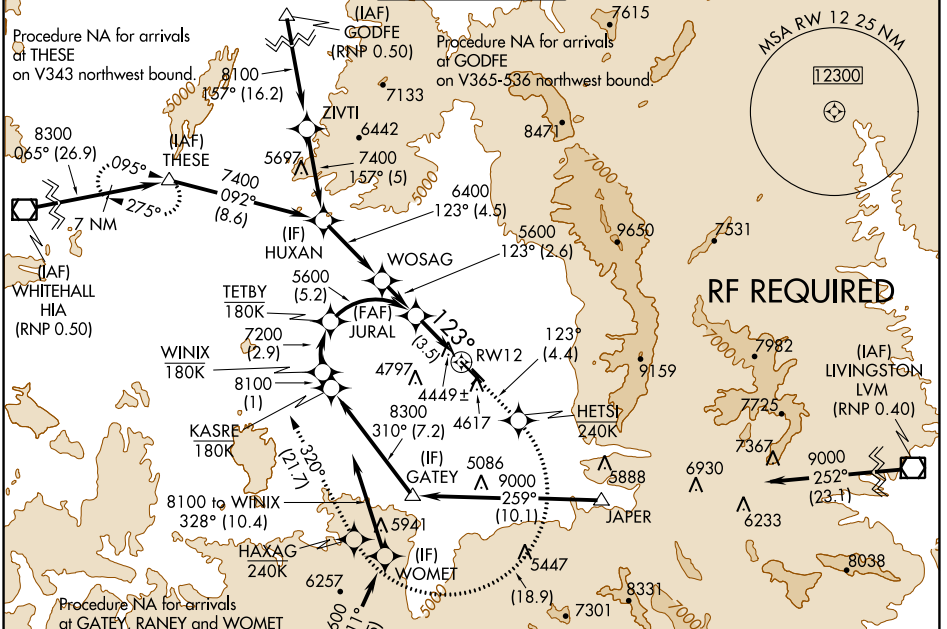 Procedure NA for arrivals
at THESE
on V343 northwest bound.
(IAF)
GODFE
(RNP 0.50)
Procedure NA for arrivals
at GODFE
on V365-536 northwest bound.
7615
MSA RW 12 25 NM
12300
8100
157° (16.2)
7133
5000
ZIVTI
6442
8471
8300
065° (26.9)
(IAF)
THESE
095°
275°
.7 NM
7400
092°
(8.6)
5697
7400
157° (5)
5000
6400
123° (4.5)
(IF)
HUXAN
5600
123° (2.6)
9650
7531
(IAF)
WHITEHALL
HIA
(RNP 0.50)
WOSAG
RF REQUIRED
5600
(5.2)
TETBY
180K
(FAF)
JURAL
123°
(3.5)
RW12
123°
(4.4)
7000
7982
7200
(2.9)
WINIX
180K
4797
4449±
4617
9159
(IAF)
LIVINGSTON
LVM
(RNP 0.40)
8100
(1)
8300
310° (7.2)
HETSI
240K
7725
KASRE
180K
320°
(21.7)
(IF)
GATEY
5086
9000
259°
(10.1)
5888
JAPER
7367
6930
9000
252°
(23.1)
6233
8100 to WINIX
328° (10.4)
5941
HAXAG
240K
(IF)
WOMET
5447
(18.9)
6257
5000
8038
8331
7301
Procedure NA for arrivals
at GATEY, RANEY and WOMET